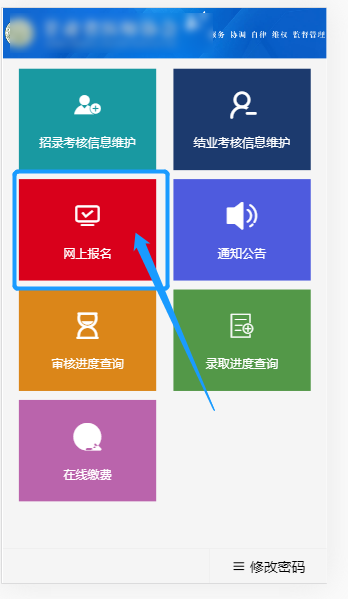 服务 协调 自律 维权 监督管理
招录考核信息维护
结业考核信息维护
网上报名
通知公告
审核进度查询
录取进度查询
在线缴费
修改密码